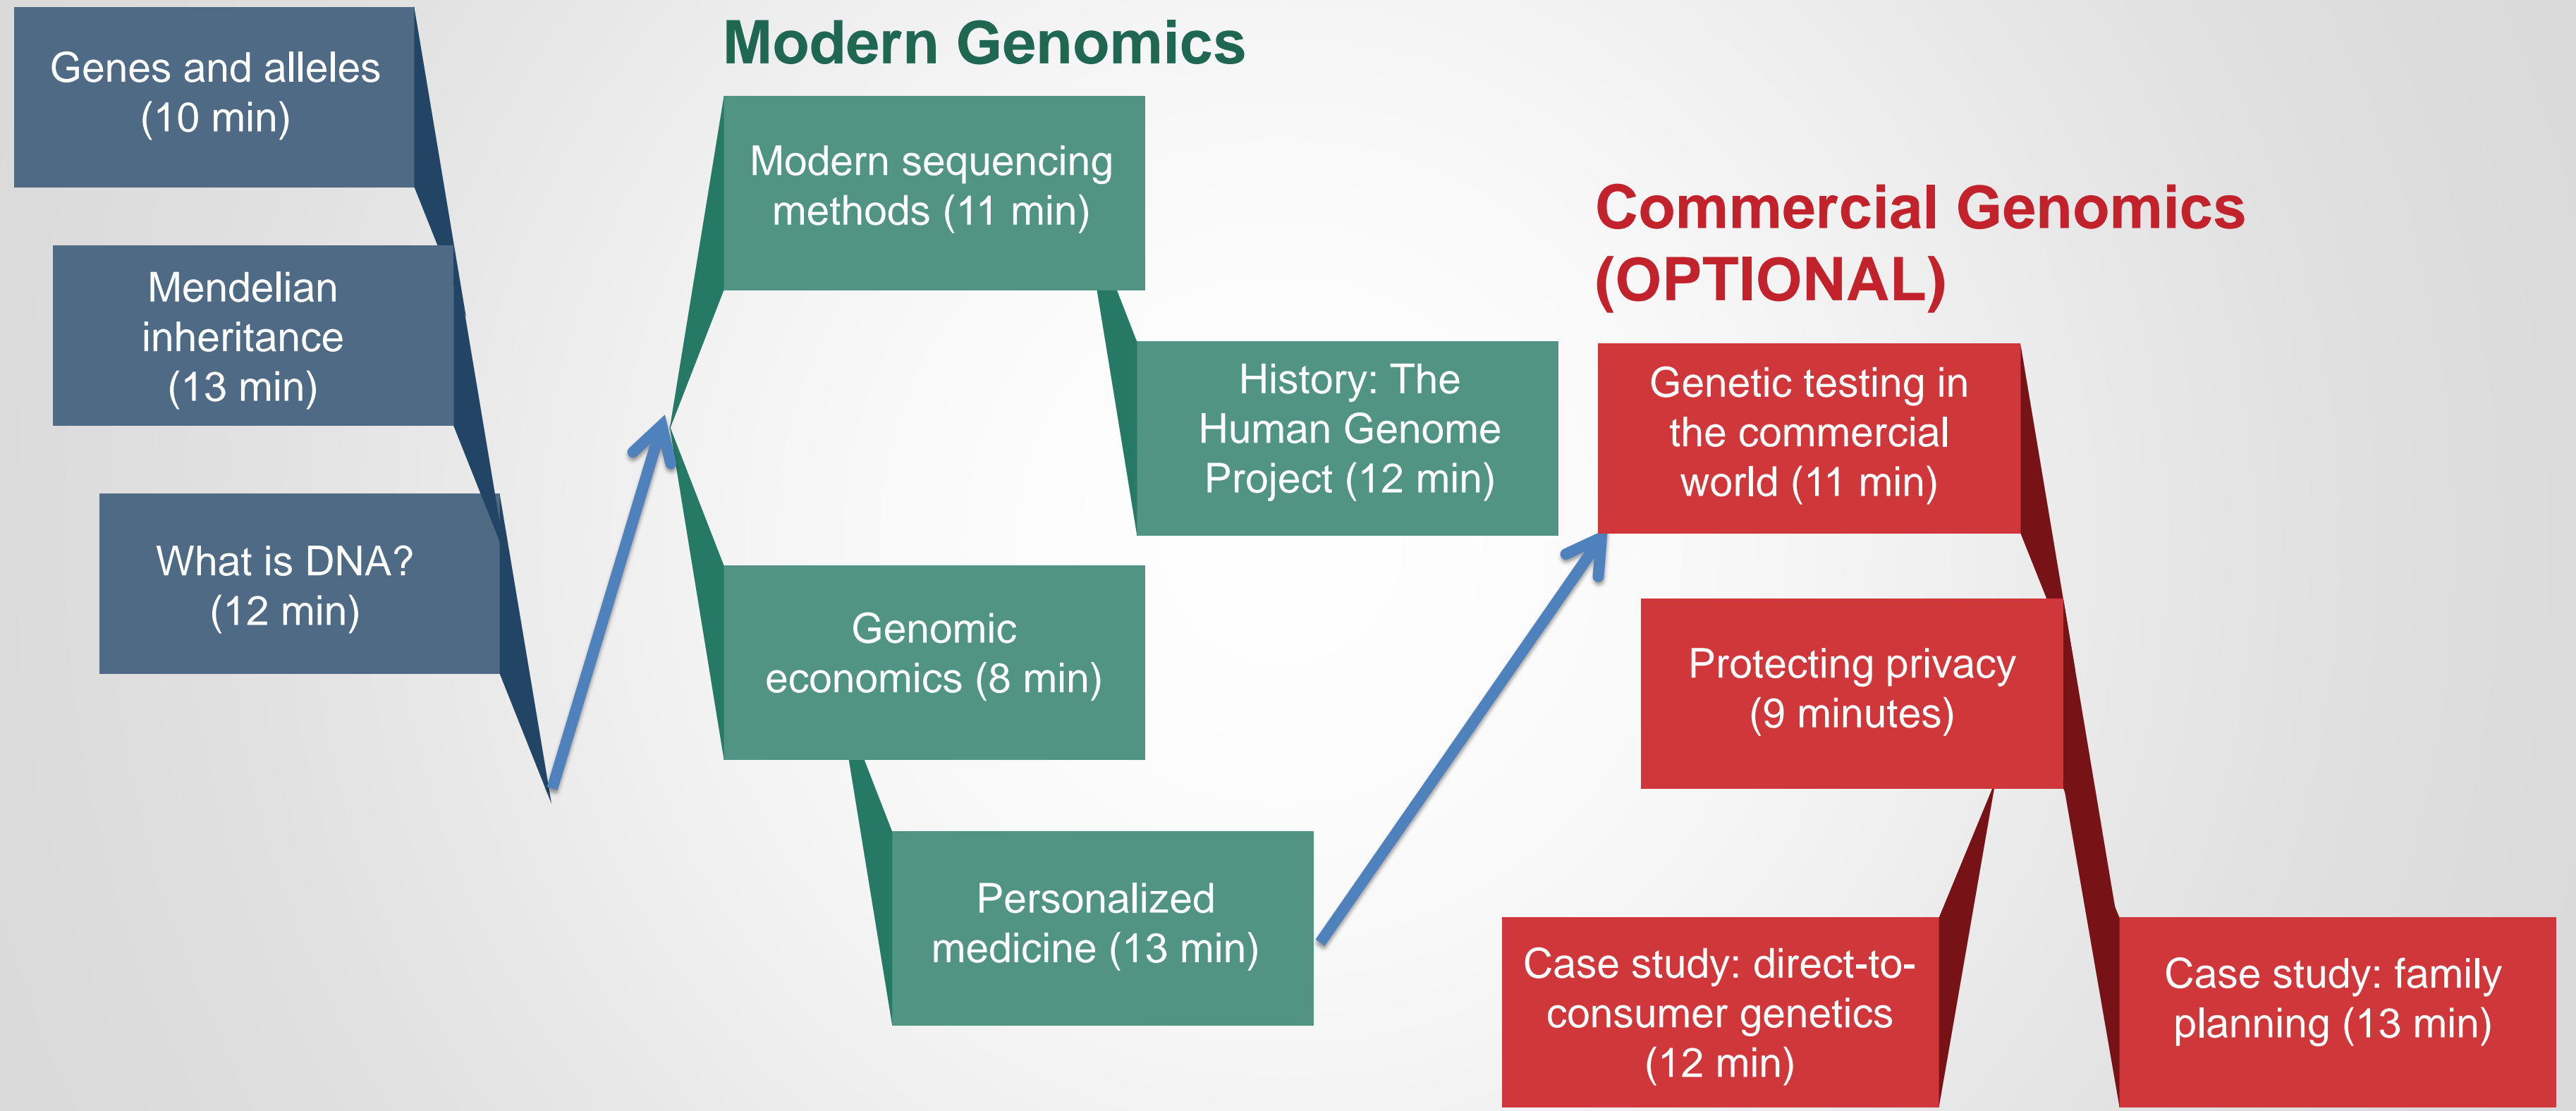 Genes and alleles
(10 min)
Mendelian
inheritance
(13 min)
What is DNA?
(12 min)
Modern Genomics
Modern sequencing
methods (11 min)
History: The
Human Genome
Project (12 min)
Genomic
economics (8 min)
Personalized
medicine (13 min)
Commercial Genomics
(OPTIONAL)
Genetic testing in
the commercial
world (11 min)
Protecting privacy
(9 minutes)
Case study: direct-to-
consumer genetics
(12 min)
Case study: family
planning (13 min)